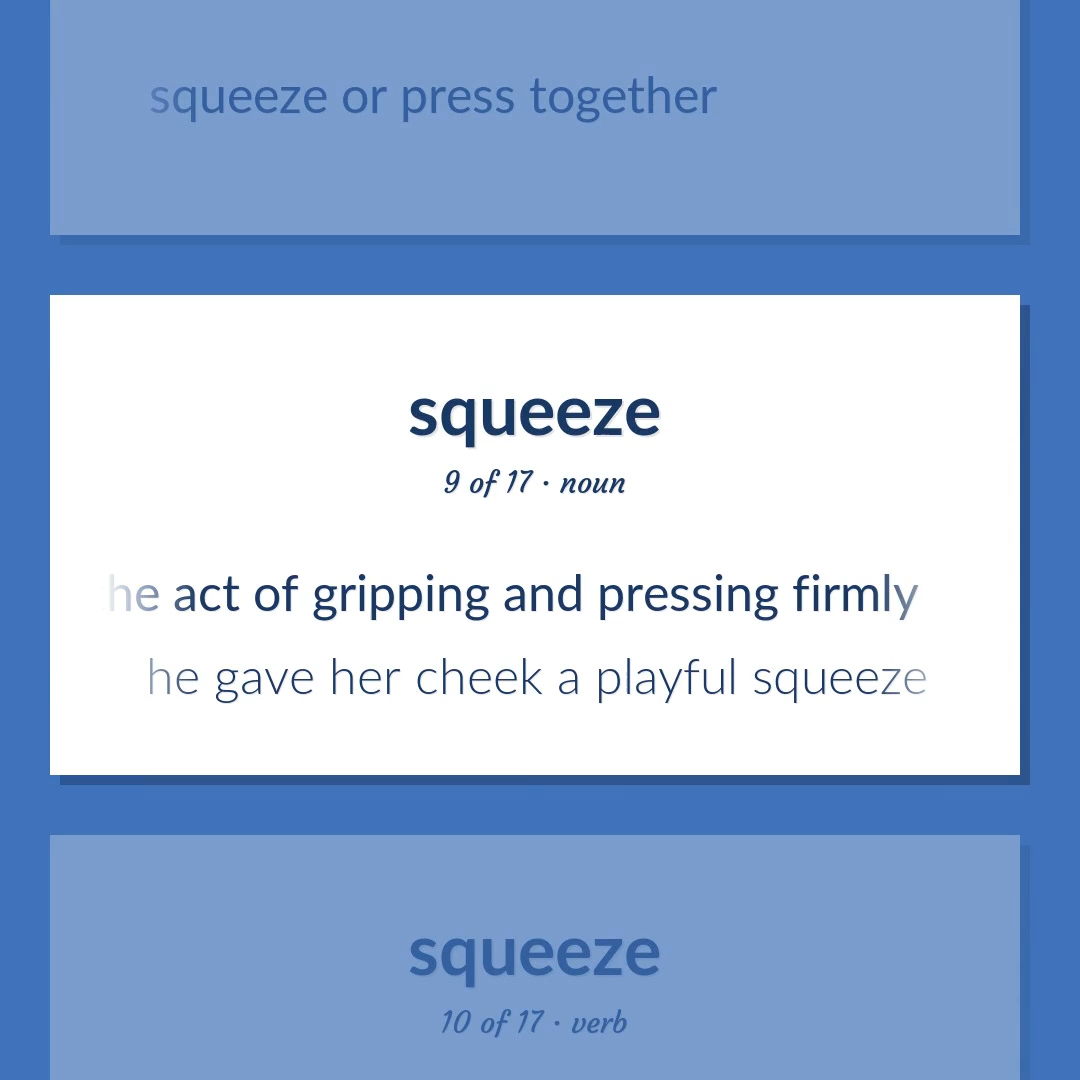 squeeze or press together
squeeze
9 of 17 · noun
he act of gripping and pressing firmly
he gave her cheek a playful squeeze
squeeze
10 of 17 · verb